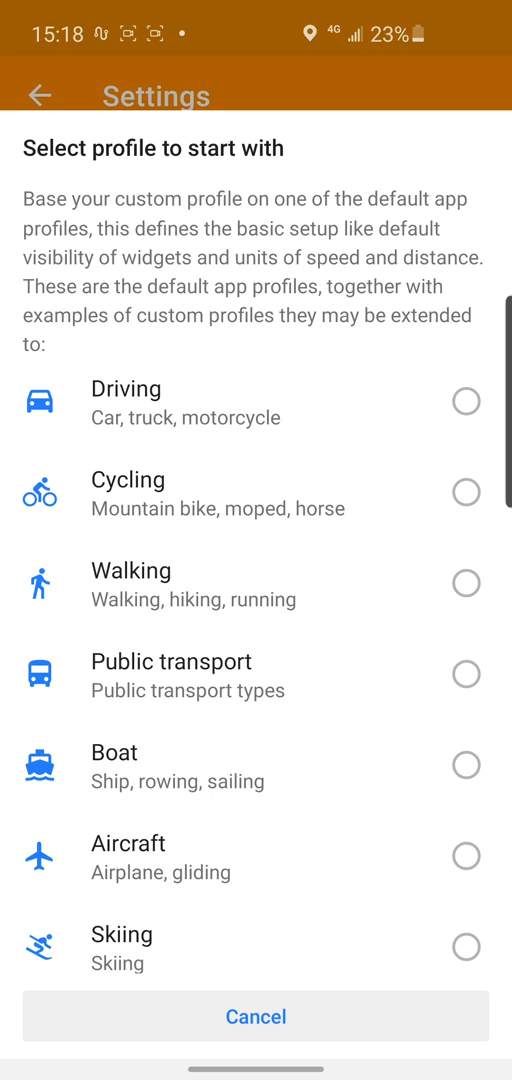 15:18 4G 23%
Settings
Select profile to start with
Base your custom profile on one of the default app
profiles, this defines the basic setup like default
visibility of widgets and units of speed and distance.
These are the default app profiles, together with
examples of custom profiles they may be extended
to:
Driving
Car, truck, motorcycle
Cycling
Mountain bike, moped, horse
Walking
Walking, hiking, running
Public transport
Public transport types
Boat
Ship, rowing, sailing
Aircraft
Airplane, gliding
Skiing
Skiing
Cancel